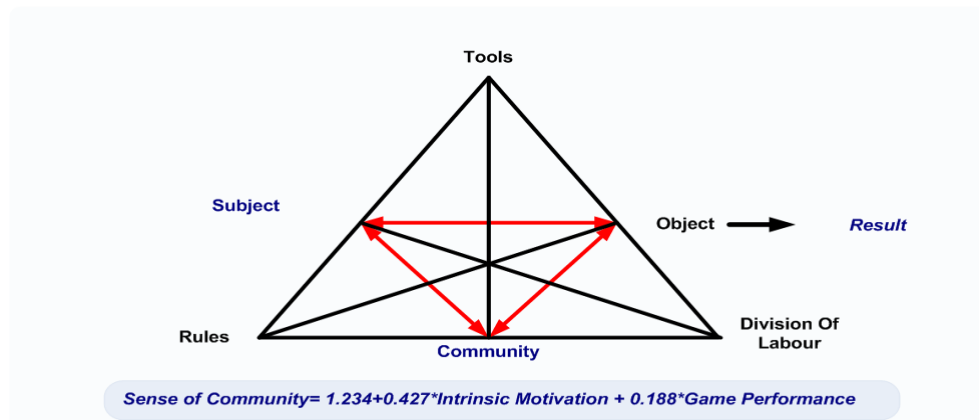 Tools
Subject
Object
Result
Rules
Division Of
Labour
Community
Sense of Community= 1.234+0.427*Intrinsic Motivation + 0.188*Game Performance